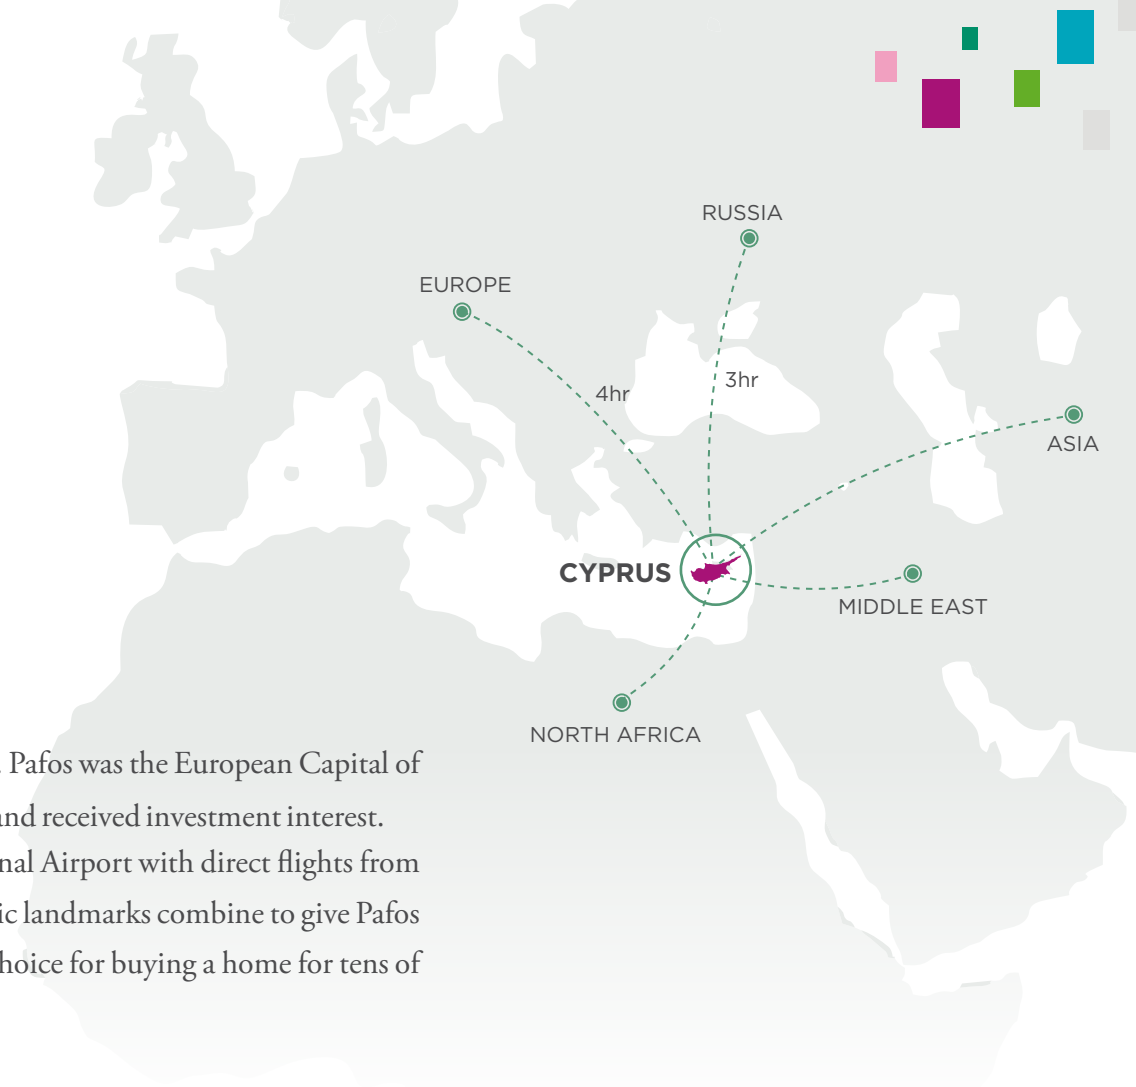 RUSSIA
EUROPE
3hr
4hr
ASIA
CYPRUS
MIDDLE EAST
NORTH AFRICA
. Pafos was the European Capital of
and received investment interest.
nal Airport with direct flights from
ic landmarks combine to give Pafos
hoice for buying a home for tens of